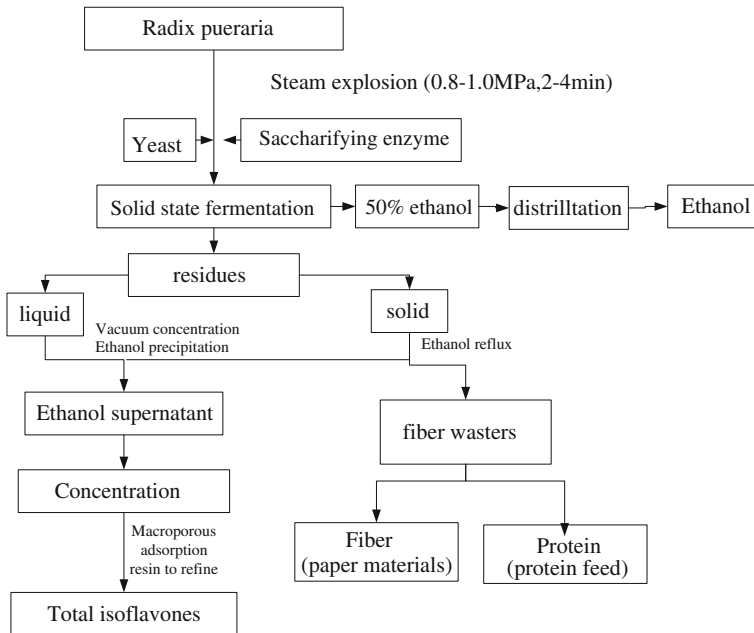 Radix pueraria
Steam explosion (0.8-1.0MPa,2-4min)
Yeast
Saccharifying enzyme
Solid state fermentation
50% ethanol
distrilltation
Ethanol
residues
liquid
solid
Vacuum concentration
Ethanol precipitation
Ethanol reflux
Ethanol supernatant
fiber wasters
Concentration
Macroporous
adsorption
resin to refine
Fiber
(paper materials)
Protein
(protein feed)
Total isoflavones